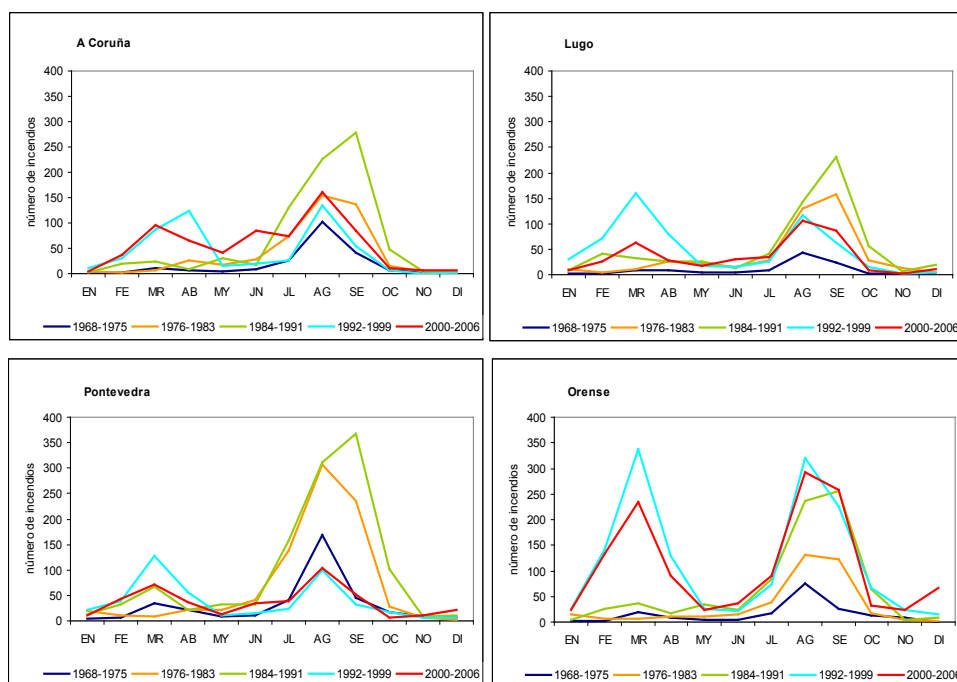 A Coruña
número de incendios
400
350
300
250
200
150
100
50
0
EN FE MR AB MY JN JL AG SE OC NO DI
1968-1975 1976-1983 1984-1991 1992-1999 2000-2006
Lugo
número de incendios
400
350
300
250
200
150
100
50
0
EN FE MR AB MY JN JL AG SE OC NO DI
1968-1975 1976-1983 1984-1991 1992-1999 2000-2006
Pontevedra
número de incendios
400
350
300
250
200
150
100
50
0
EN FE MR AB MY JN JL AG SE OC NO DI
1968-1975 1976-1983 1984-1991 1992-1999 2000-2006
Orense
número de incendios
400
350
300
250
200
150
100
50
0
EN FE MR AB MY JN JL AG SE OC NO DI
1968-1975 1976-1983 1984-1991 1992-1999 2000-2006